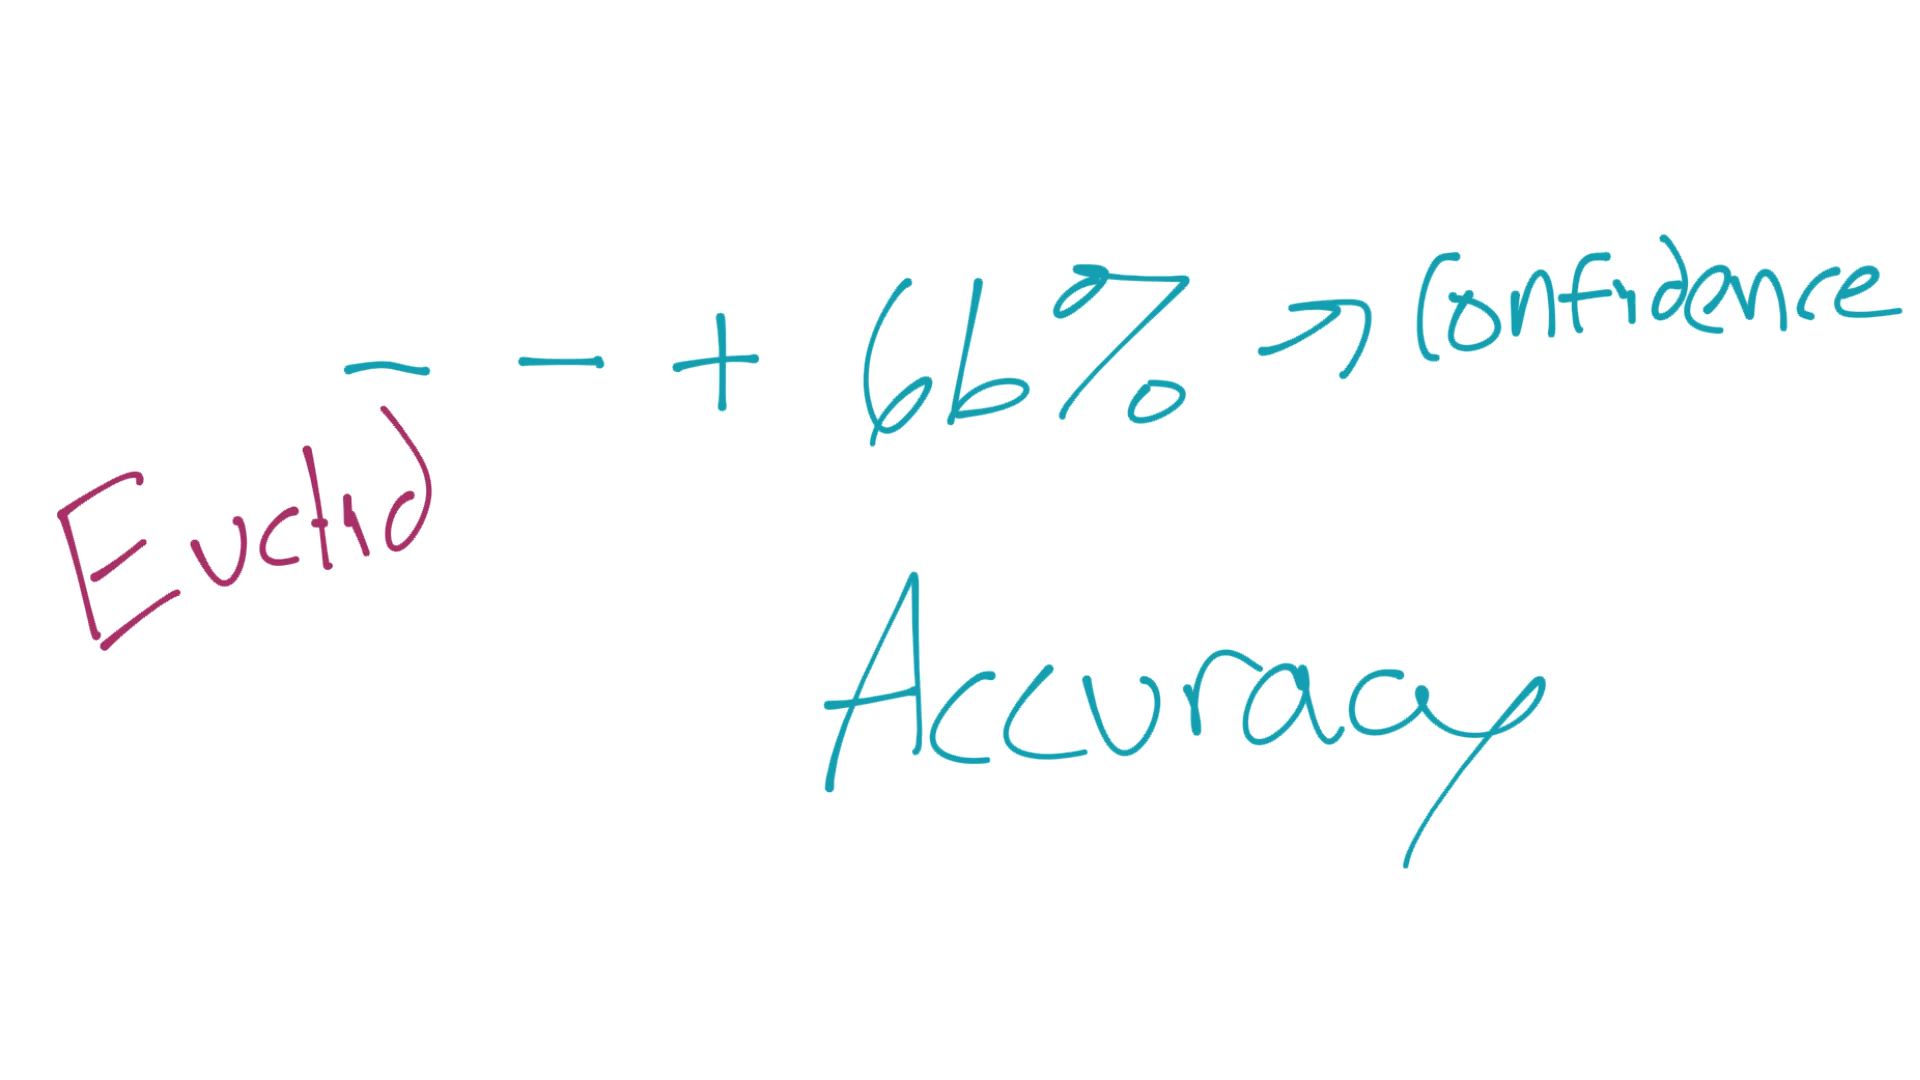 - - + 66% → Confidence
Euclid
Accuracy